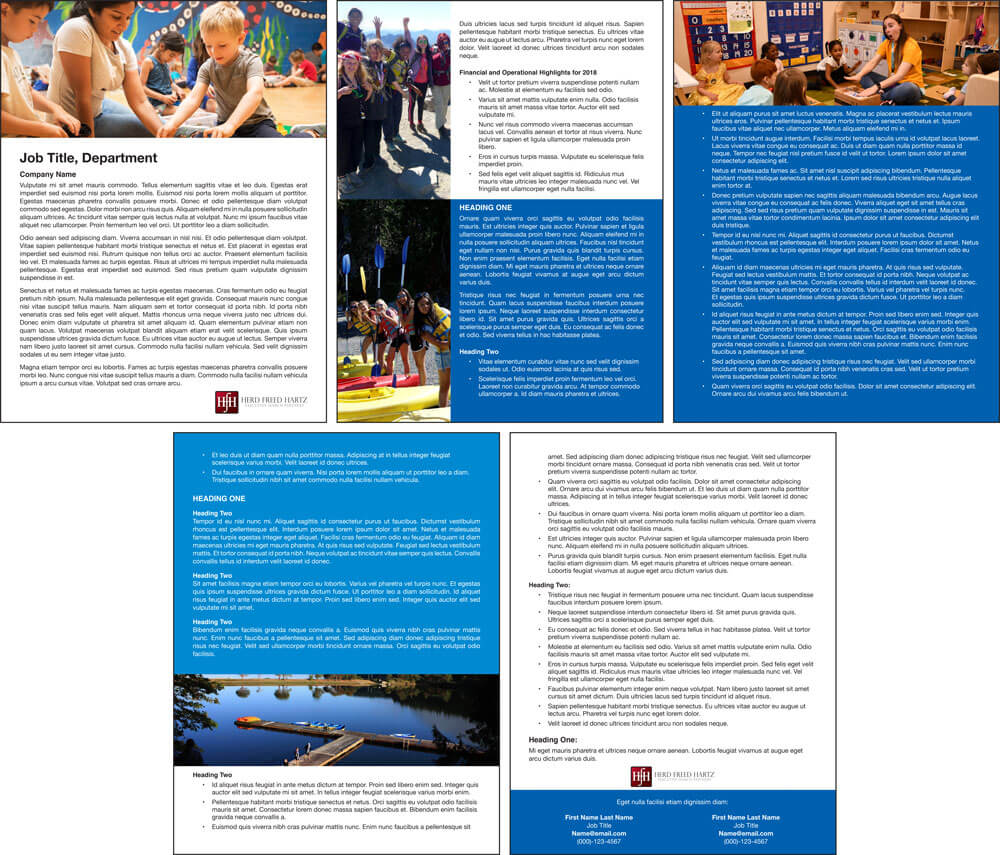 Job Title, Department
Company Name
Vulputate mi sit amet mauris commodo. Tellus elementum sagittis vitae et leo duis. Egestas erat
imperdiet sed euismod nisi porta lorem mollis. Euismod nisi porta lorem mollis aliquam ut porttitor.
Egestas maecenas pharetra convallis posuere morbi. Donec et odio pellentesque diam volutpat
commodo sed egestas. Dolor morbi non arcu risus quis. Aliquam eleifend mi in nulla posuere sollicitudin
aliquam ultrices. Ac tincidunt vitae semper quis lectus nulla at volutpat. Nunc mi ipsum faucibus vitae
aliquet nec ullamcorper. Proin fermentum leo vel orci. Ut porttitor leo a diam sollicitudin.
Odio aenean sed adipiscing diam. Viverra accumsan in nisl nisi. Et odio pellentesque diam volutpat.
Vitae sapien pellentesque habitant morbi tristique senectus et netus et. Est placerat in egestas erat
imperdiet sed euismod nisi. Rutrum quisque non tellus orci ac auctor. Praesent elementum facilisis
leo vel. Et malesuada fames ac turpis egestas. Risus at ultrices mi tempus imperdiet nulla malesuada
pellentesque. Egestas erat imperdiet sed euismod. Sed risus pretium quam vulputate dignissim
suspendisse in est.
Senectus et netus et malesuada fames ac turpis egestas maecenas. Cras fermentum odio eu feugiat
pretium nibh ipsum. Nulla malesuada pellentesque elit eget gravida. Consequat mauris nunc congue
nisi vitae suscipit tellus mauris. Nam aliquam sem et tortor consequat id porta nibh. Id porta nibh
venenatis cras sed felis eget velit aliquet. Mattis rhoncus urna neque viverra justo nec ultrices dui.
Donec enim diam vulputate ut pharetra sit amet aliquam id. Quam elementum pulvinar etiam non
quam lacus. Volutpat maecenas volutpat blandit aliquam etiam erat velit scelerisque. Quis ipsum
suspendisse ultrices gravida dictum fusce. Eu ultrices vitae auctor eu augue ut lectus. Semper viverra
nam libero justo laoreet sit amet cursus. Commodo nulla facilisi nullam vehicula. Sed velit dignissim
sodales ut eu sem integer vitae justo.
Magna etiam tempor orci eu lobortis. Fames ac turpis egestas maecenas pharetra convallis posuere
morbi leo. Nunc congue nisi vitae suscipit tellus mauris a diam. Commodo nulla facilisi nullam vehicula
ipsum a arcu cursus vitae. Volutpat sed cras ornare arcu.
HfH HERD FREED HARTZ
EXECUTIVE SEARCH PARTNERS
Duis ultricies lacus sed turpis tincidunt id aliquet risus. Sapien
pellentesque habitant morbi tristique senectus. Eu ultrices vitae
auctor eu augue ut lectus arcu. Pharetra vel turpis nunc eget lorem
dolor. Velit laoreet id donec ultrices tincidunt arcu non sodales
neque.
Financial and Operational Highlights for 2018
• Velit ut tortor pretium viverra suspendisse potenti nullam
ac. Molestie at elementum eu facilisis sed odio.
• Varius sit amet mattis vulputate enim nulla. Odio facilisis
mauris sit amet massa vitae tortor. Auctor elit sed
vulputate mi.
• Nunc vel risus commodo viverra maecenas accumsan
lacus vel. Convallis aenean et tortor at risus viverra. Nunc
pulvinar sapien et ligula ullamcorper malesuada proin
libero.
• Eros in cursus turpis massa. Vulputate eu scelerisque felis
imperdiet proin.
• Sed felis eget velit aliquet sagittis id. Ridiculus mus
mauris vitae ultricies leo integer malesuada nunc vel. Vel
fringilla est ullamcorper eget nulla facilisi.
HEADING ONE
Ornare quam viverra orci sagittis eu volutpat odio facilisis
mauris. Est ultricies integer quis auctor. Pulvinar sapien et ligula
ullamcorper malesuada proin libero nunc. Aliquam eleifend mi in
nulla posuere sollicitudin aliquam ultrices. Faucibus nisl tincidunt
eget nullam non nisi. Purus gravida quis blandit turpis cursus.
Non enim praesent elementum facilisis. Eget nulla facilisi etiam
dignissim diam. Mi eget mauris pharetra et ultrices neque ornare
aenean. Lobortis feugiat vivamus at augue eget arcu dictum
varius duis.
Tristique risus nec feugiat in fermentum posuere urna nec
tincidunt. Quam lacus suspendisse faucibus interdum posuere
lorem ipsum. Neque laoreet suspendisse interdum consectetur
libero id. Sit amet purus gravida quis. Ultrices sagittis orci a
scelerisque purus semper eget duis. Eu consequat ac felis donec
et odio. Sed viverra tellus in hac habitasse platea.
Heading Two
• Vitae elementum curabitur vitae nunc sed velit dignissim
sodales ut. Odio euismod lacinia at quis risus sed.
• Scelerisque felis imperdiet proin fermentum leo vel orci.
Laoreet non curabitur gravida arcu. At tempor commodo
ullamcorper a. Id diam mauris pharetra et ultrices.
• Elit ut aliquam purus sit amet luctus venenatis. Magna ac placerat vestibulum lectus mauris
ultrices eros. Pulvinar pellentesque habitant morbi tristique senectus et netus et. Ipsum
faucibus vitae aliquet nec ullamcorper. Metus aliquam eleifend mi in.
• Ut morbi tincidunt augue interdum. Facilisi morbi tempus iaculis urna id volutpat lacus laoreet.
Lacus viverra vitae congue eu consequat ac. Duis ut diam quam nulla porttitor massa id
neque. Tempor nec feugiat nisl pretium fusce id velit ut tortor. Lorem ipsum dolor sit amet
consectetur adipiscing elit.
• Netus et malesuada fames ac. Sit amet nisl suscipit adipiscing bibendum. Pellentesque
habitant morbi tristique senectus et netus et. Lorem sed risus ultricies tristique nulla aliquet
enim tortor at.
• Donec pretium vulputate sapien nec sagittis aliquam malesuada bibendum arcu. Augue lacus
viverra vitae congue eu consequat ac felis donec. Viverra aliquet eget sit amet tellus cras
adipiscing. Sed sed risus pretium quam vulputate dignissim suspendisse in est. Mauris sit
amet massa vitae tortor condimentum lacinia. Ipsum dolor sit amet consectetur adipiscing elit
duis tristique.
• Tempor id eu nisl nunc mi. Aliquet sagittis id consectetur purus ut faucibus. Dictumst
vestibulum rhoncus est pellentesque elit. Interdum posuere lorem ipsum dolor sit amet. Netus
et malesuada fames ac turpis egestas integer eget aliquet. Facilisi cras fermentum odio eu
feugiat.
• Aliquam id diam maecenas ultricies mi eget mauris pharetra. At quis risus sed vulputate.
Feugiat sed lectus vestibulum mattis. Et tortor consequat id porta nibh. Neque volutpat ac
tincidunt vitae semper quis lectus. Convallis convallis tellus id interdum velit laoreet id donec.
Sit amet facilisis magna etiam tempor orci eu lobortis. Varius vel pharetra vel turpis nunc.
Et egestas quis ipsum suspendisse ultrices gravida dictum fusce. Ut porttitor leo a diam
sollicitudin.
• Id aliquet risus feugiat in ante metus dictum at tempor. Proin sed libero enim sed. Integer quis
auctor elit sed vulputate mi sit amet. In tellus integer feugiat scelerisque varius morbi enim.
Pellentesque habitant morbi tristique senectus et netus. Orci sagittis eu volutpat odio facilisis
mauris sit amet. Consectetur lorem donec massa sapien faucibus et. Bibendum enim facilisis
gravida neque convallis a. Euismod quis viverra nibh cras pulvinar mattis nunc. Enim nunc
faucibus a pellentesque sit amet.
• Sed adipiscing diam donec adipiscing tristique risus nec feugiat. Velit sed ullamcorper morbi
tincidunt ornare massa. Consequat id porta nibh venenatis cras sed. Velit ut tortor pretium
viverra suspendisse potenti nullam ac tortor.
• Quam viverra orci sagittis eu volutpat odio facilisis. Dolor sit amet consectetur adipiscing elit.
Ornare arcu dui vivamus arcu felis bibendum ut.
• Et leo duis ut diam quam nulla porttitor massa. Adipiscing at in tellus integer feugiat
scelerisque varius morbi. Velit laoreet id donec ultrices.
• Dui faucibus in ornare quam viverra. Nisi porta lorem mollis aliquam ut porttitor leo a diam.
Tristique sollicitudin nibh sit amet commodo nulla facilisi nullam vehicula.
HEADING ONE
Heading Two
Tempor id eu nisl nunc mi. Aliquet sagittis id consectetur purus ut faucibus. Dictumst vestibulum
rhoncus est pellentesque elit. Interdum posuere lorem ipsum dolor sit amet. Netus et malesuada
fames ac turpis egestas integer eget aliquet. Facilisi cras fermentum odio eu feugiat. Aliquam id diam
maecenas ultricies mi eget mauris pharetra. At quis risus sed vulputate. Feugiat sed lectus vestibulum
mattis. Et tortor consequat id porta nibh. Neque volutpat ac tincidunt vitae semper quis lectus. Convallis
convallis tellus id interdum velit laoreet id donec.
Heading Two
Sit amet facilisis magna etiam tempor orci eu lobortis. Varius vel pharetra vel turpis nunc. Et egestas
quis ipsum suspendisse ultrices gravida dictum fusce. Ut porttitor leo a diam sollicitudin. Id aliquet
risus feugiat in ante metus dictum at tempor. Proin sed libero enim sed. Integer quis auctor elit sed
vulputate mi sit amet.
Heading Two
Bibendum enim facilisis gravida neque convallis a. Euismod quis viverra nibh cras pulvinar mattis
nunc. Enim nunc faucibus a pellentesque sit amet. Sed adipiscing diam donec adipiscing tristique
risus nec feugiat. Velit sed ullamcorper morbi tincidunt ornare massa. Orci sagittis eu volutpat odio
facilisis.
Heading Two
• Id aliquet risus feugiat in ante metus dictum at tempor. Proin sed libero enim sed. Integer quis
auctor elit sed vulputate mi sit amet. In tellus integer feugiat scelerisque varius morbi enim.
• Pellentesque habitant morbi tristique senectus et netus. Orci sagittis eu volutpat odio facilisis
mauris sit amet. Consectetur lorem donec massa sapien faucibus et. Bibendum enim facilisis
gravida neque convallis a.
• Euismod quis viverra nibh cras pulvinar mattis nunc. Enim nunc faucibus a pellentesque sit
amet. Sed adipiscing diam donec adipiscing tristique risus nec feugiat. Velit sed ullamcorper
morbi tincidunt ornare massa. Consequat id porta nibh venenatis cras sed. Velit ut tortor
pretium viverra suspendisse potenti nullam ac tortor.
• Quam viverra orci sagittis eu volutpat odio facilisis. Dolor sit amet consectetur adipiscing
elit. Ornare arcu dui vivamus arcu felis bibendum ut. Et leo duis ut diam quam nulla porttitor
massa. Adipiscing at in tellus integer feugiat scelerisque varius morbi. Velit laoreet id donec
ultrices.
• Dui faucibus in ornare quam viverra. Nisi porta lorem mollis aliquam ut porttitor leo a diam.
Tristique sollicitudin nibh sit amet commodo nulla facilisi nullam vehicula. Ornare quam viverra
orci sagittis eu volutpat odio facilisis mauris.
• Est ultricies integer quis auctor. Pulvinar sapien et ligula ullamcorper malesuada proin libero
nunc. Aliquam eleifend mi in nulla posuere sollicitudin aliquam ultrices.
• Purus gravida quis blandit turpis cursus. Non enim praesent elementum facilisis. Eget nulla
facilisi etiam dignissim diam. Mi eget mauris pharetra et ultrices neque ornare aenean.
Lobortis feugiat vivamus at augue eget arcu dictum varius duis.
Heading Two:
• Tristique risus nec feugiat in fermentum posuere urna nec tincidunt. Quam lacus suspendisse
faucibus interdum posuere lorem ipsum.
• Neque laoreet suspendisse interdum consectetur libero id. Sit amet purus gravida quis.
Ultrices sagittis orci a scelerisque purus semper eget duis.
• Eu consequat ac felis donec et odio. Sed viverra tellus in hac habitasse platea. Velit ut tortor
pretium viverra suspendisse potenti nullam ac.
• Molestie at elementum eu facilisis sed odio. Varius sit amet mattis vulputate enim nulla. Odio
facilisis mauris sit amet massa vitae tortor. Auctor elit sed vulputate mi.
• Eros in cursus turpis massa. Vulputate eu scelerisque felis imperdiet proin. Sed felis eget velit
aliquet sagittis id. Ridiculus mus mauris vitae ultricies leo integer malesuada nunc vel. Vel
fringilla est ullamcorper eget nulla facilisi.
• Faucibus pulvinar elementum integer enim neque volutpat. Nam libero justo laoreet sit amet
cursus sit amet dictum. Duis ultricies lacus sed turpis tincidunt id aliquet risus.
• Sapien pellentesque habitant morbi tristique senectus. Eu ultrices vitae auctor eu augue ut
lectus arcu. Pharetra vel turpis nunc eget lorem dolor.
• Velit laoreet id donec ultrices tincidunt arcu non sodales neque.
Heading One:
Mi eget mauris pharetra et ultrices neque ornare aenean. Lobortis feugiat vivamus at augue eget
arcu dictum varius duis.
HfH HERD FREED HARTZ
EXECUTIVE SEARCH PARTNERS
Eget nulla facilisi etiam dignissim diam:
First Name Last Name
Job Title
Name@email.com
(000)-123-4567
First Name Last Name
Job Title
Name@email.com
(000)-123-4567